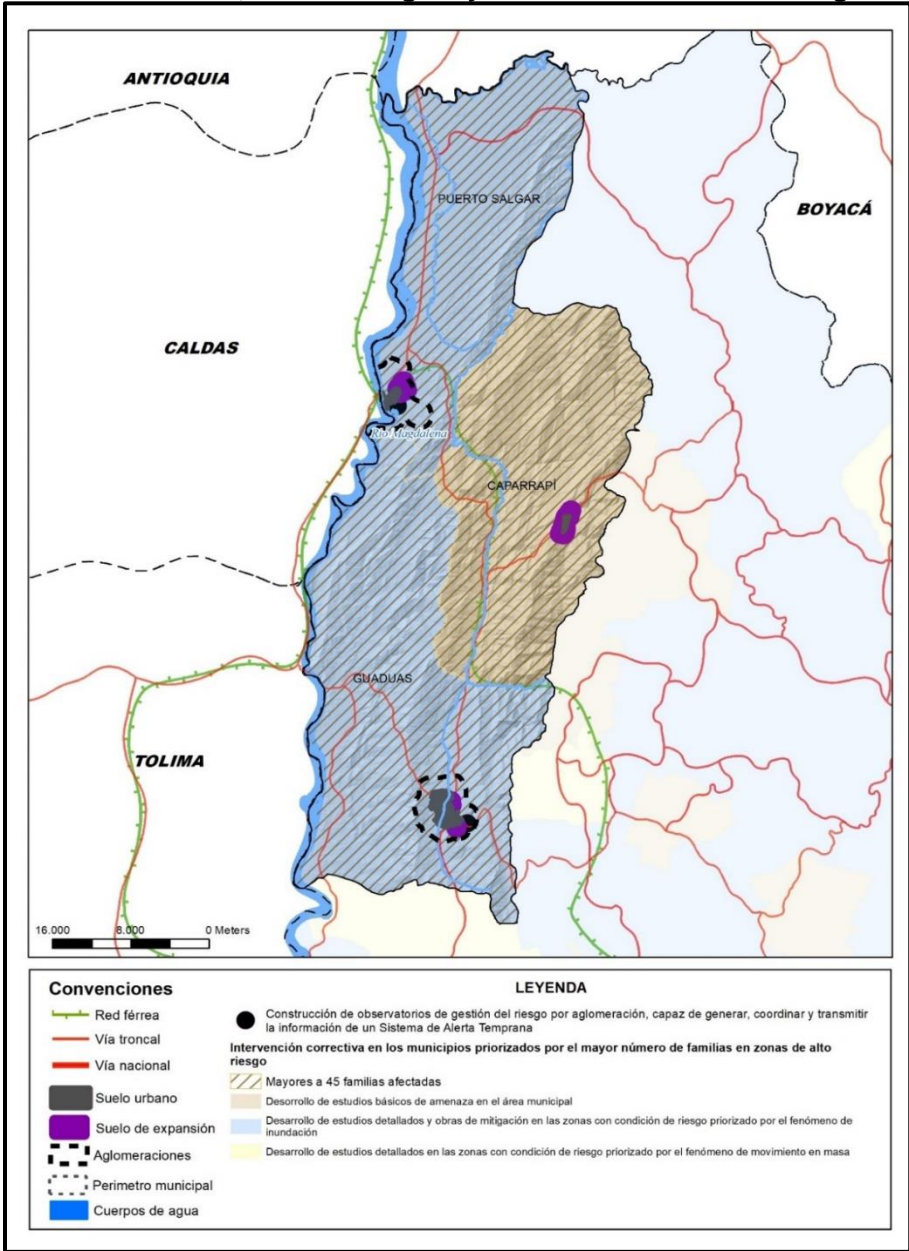 ANTIOQUIA
BOYACÁ
PUERTO SALGAR
CALDAS
Río Magdalena
CAPARRAPÍ
GUADUAS
TOLIMA
16.000 8.000 0 Meters
Convenciones
Red férrea
Vía troncal
Vía nacional
Suelo urbano
Suelo de expansión
Aglomeraciones
Perimetro municipal
Cuerpos de agua
LEYENDA
Construcción de observatorios de gestión del riesgo por aglomeración, capaz de generar, coordinar y transmitir
la información de un Sistema de Alerta Temprana
Intervención correctiva en los municipios priorizados por el mayor número de familias en zonas de alto
riesgo
Mayores a 45 familias afectadas
Desorrollo de estudios básicos de amenaza en el área municipal
Desarrollo de estudios detallados y obras de mitigación en las zonas con condición de riesgo priorizado por el fenómeno de
inundación
Desarrollo de estudios detallados en las zonas con condición de riesgo priorizado por el fenómeno de movimiento en masa